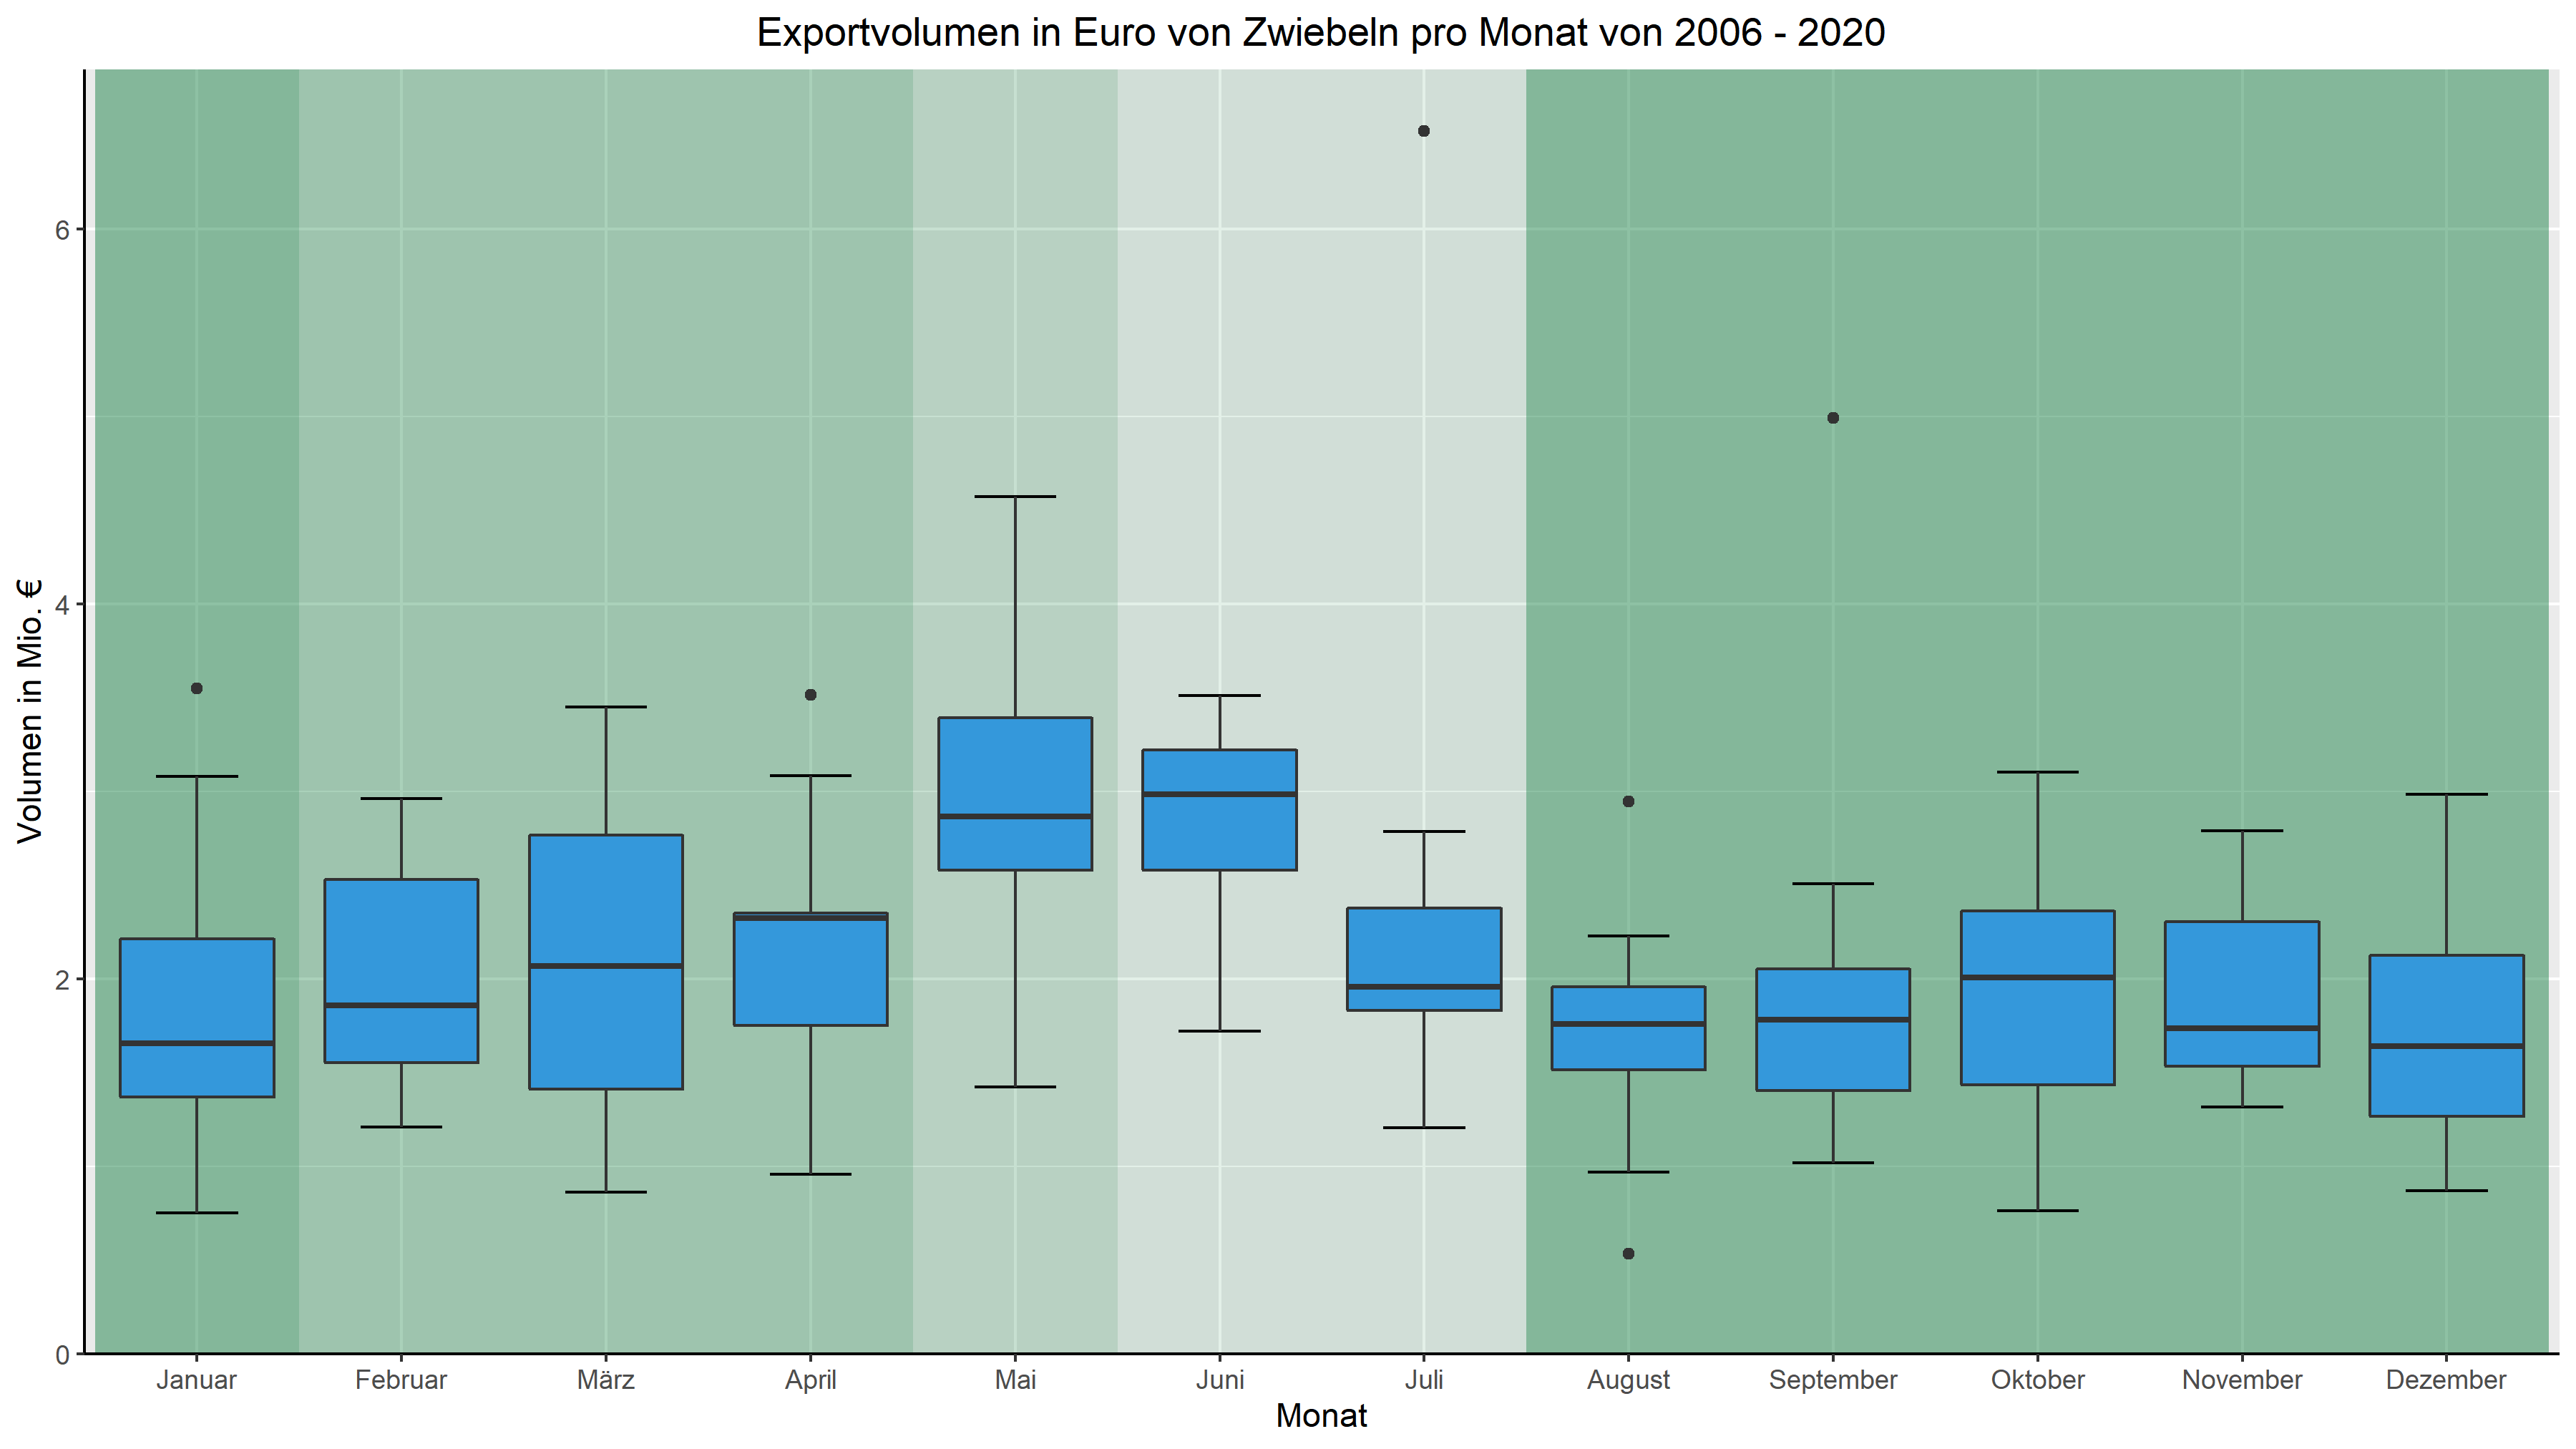 Exportvolumen in Euro von Zwiebeln pro Monat von 2006 - 2020
Volumen in Mio. €
6
4
2
0
Januar Februar März April Mai Juni Juli August September Oktober November Dezember
Monat